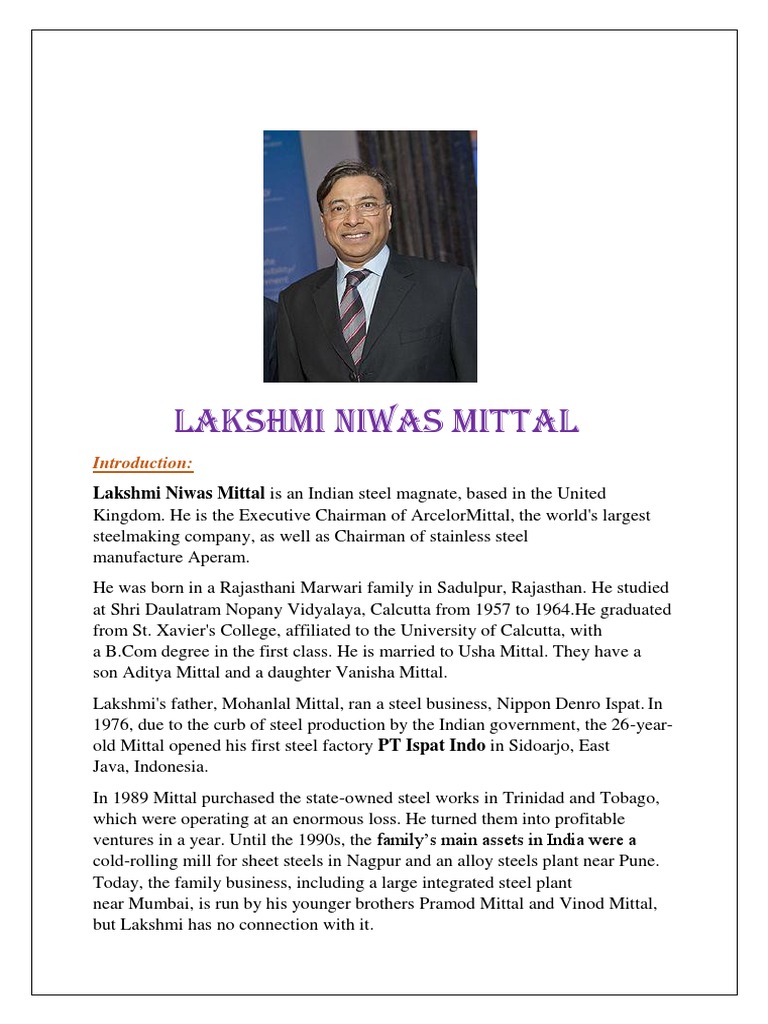 LAKSHMI NIWAS MITTAL
Introduction:
Lakshmi Niwas Mittal is an Indian steel magnate, based in the United
Kingdom. He is the Executive Chairman of ArcelorMittal, the world's largest
steelmaking company, as well as Chairman of stainless steel
manufacture Aperam.
He was born in a Rajasthani Marwari family in Sadulpur, Rajasthan. He studied
at Shri Daulatram Nopany Vidyalaya, Calcutta from 1957 to 1964.He graduated
from St. Xavier's College, affiliated to the University of Calcutta, with
a B.Com degree in the first class. He is married to Usha Mittal. They have a
son Aditya Mittal and a daughter Vanisha Mittal.
Lakshmi's father, Mohanlal Mittal, ran a steel business, Nippon Denro Ispat. In
1976, due to the curb of steel production by the Indian government, the 26-year-
old Mittal opened his first steel factory PT Ispat Indo in Sidoarjo, East
Java, Indonesia.
In 1989 Mittal purchased the state-owned steel works in Trinidad and Tobago,
which were operating at an enormous loss. He turned them into profitable
ventures in a year. Until the 1990s, the family’s main assets in India were a
cold-rolling mill for sheet steels in Nagpur and an alloy steels plant near Pune.
Today, the family business, including a large integrated steel plant
near Mumbai, is run by his younger brothers Pramod Mittal and Vinod Mittal,
but Lakshmi has no connection with it.